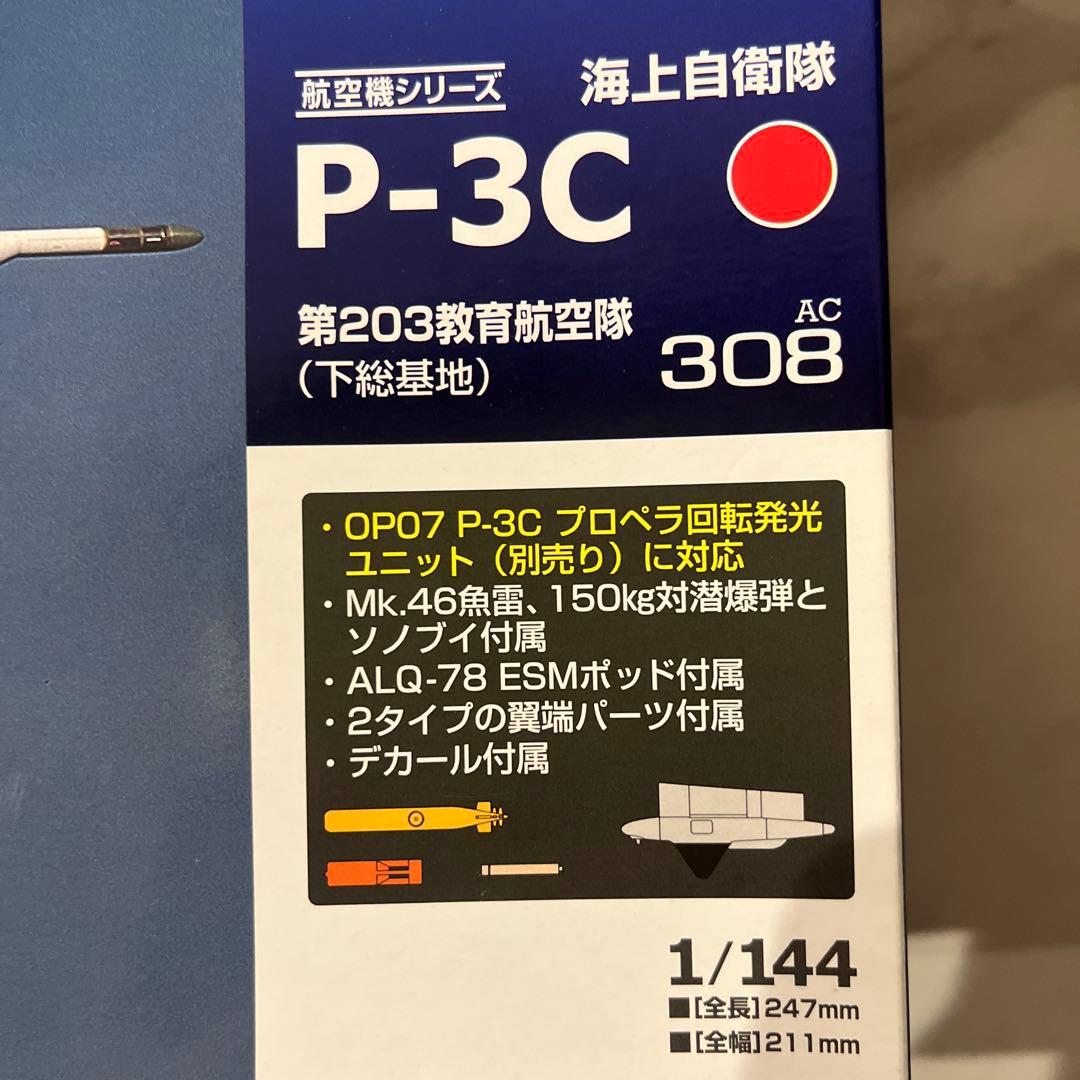 航空機シリーズ
海上自衛隊
P-3C
第203教育航空隊
(下総基地)
AC
308
・OP07 P-3C プロペラ回転発光
ユニット(別売り)に対応
・Mk.46魚雷、150kg対潜爆弾と
ソノブイ付属
・ALQ-78 ESMポッド付属
・2タイプの翼端パーツ付属
・デカール付属
1/144
■[全長]247mm
■[全幅]211mm